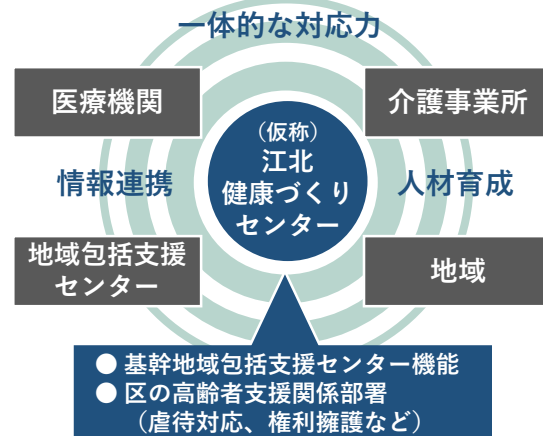 一体的な対応力
医療機関
介護事業所
（仮称）
江北
健康づくり
センター
情報連携
人材育成
地域包括支援
センター
地域
● 基幹地域包括支援センター機能
● 区の高齢者支援関係部署
（虐待対応、権利擁護など）